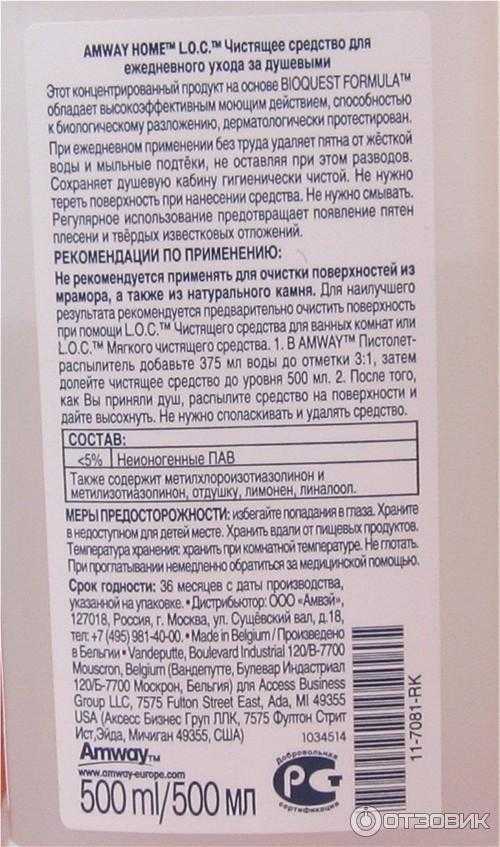 AMWAY HOME™ L.O.C.™ Чистящее средство для
ежедневного ухода за душевыми
Этот концентрированный продукт на основе BIOQUEST FORMULA™
обладает высокоэффективным моющим действием, способностью
к биологическому разложению, дерматологически протестирован.
При ежедневном применении без труда удаляет пятна от жёсткой
воды и мыльные подтёки, не оставляя при этом разводов.
Сохраняет душевую кабину гигиенически чистой. Не нужно
тереть поверхность при нанесении средства. Не нужно смывать.
Регулярное использование предотвращает появление пятен
плесени и твёрдых известковых отложений.
РЕКОМЕНДАЦИИ ПО ПРИМЕНЕНИЮ:
Не рекомендуется применять для очистки поверхностей из
мрамора, а также из натурального камня. Для наилучшего
результата рекомендуется предварительно очистить поверхность
при помощи L.O.C.™ Чистящего средства для ванных комнат или
L.O.C.™ Мягкого чистящего средства. 1. В AMWAY™ Пистолет-
распылитель добавьте 375 мл воды до отметки 3:1, затем
долейте чистящее средство до уровня 500 мл. 2. После того,
как Вы приняли душ, распылите средство на поверхности и
дайте высохнуть. Не нужно споласкивать и удалять средство.
СОСТАВ:
<5% Неионогенные ПАВ
Также содержит метилхлороизотиазолинон и
метилизотиазолинон, отдушку, лимонен, линалоол.
МЕРЫ ПРЕДОСТОРОЖНОСТИ: избегайте попадания в глаза. Храните
в недоступном для детей месте. Хранить вдали от пищевых продуктов.
Температура хранения: хранить при комнатной температуре. Не глотать.
При проглатывании немедленно обратиться за медицинской помощью.
Срок годности: 36 месяцев с даты производства,
указанной на упаковке. • Дистрибьютор: ООО «Амвэй»,
127018, Россия, г. Москва, ул. Сущёвский вал, д.18,
тел: +7 (495) 981-40-00. • Made in Belgium / Произведено
в Бельгии • Vandeputte, Boulevard Industrial 120/B-7700
Mouscron, Belgium (Вандепутте, Булевар Индастриал
120/Б-7700 Москрон, Бельгия) для Access Business
Group LLC, 7575 Fulton Street East, Ada, MI 49355
USA (Аксесс Бизнес Груп ЛЛК, 7575 Фултон Стрит
Ист,Эйда, Мичиган 49355, США)
1034514
Amway™
www.amway-europe.com
500 ml/500 мл
Добровольная
РСТ
сертификация
11-7081-RK
ОТЗОВИК